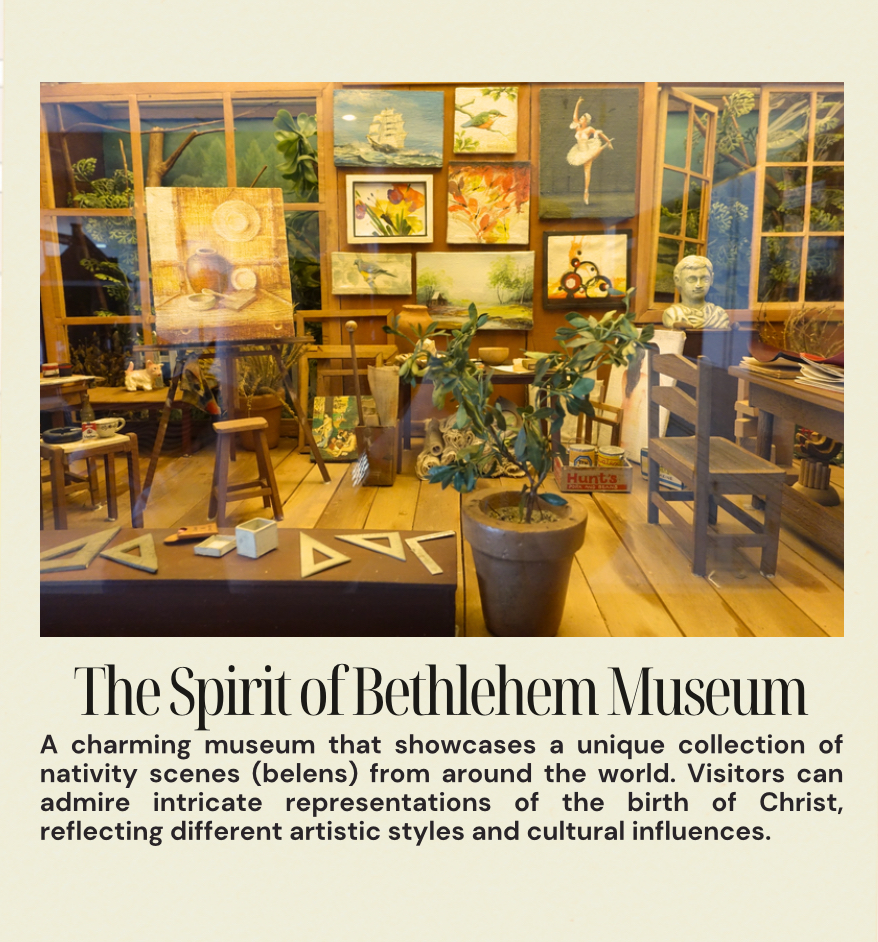 Hunt's
The Spirit of Bethlehem Museum
A charming museum that showcases a unique collection of
nativity scenes (belens) from around the world. Visitors can
admire intricate representations of the birth of Christ,
reflecting different artistic styles and cultural influences.